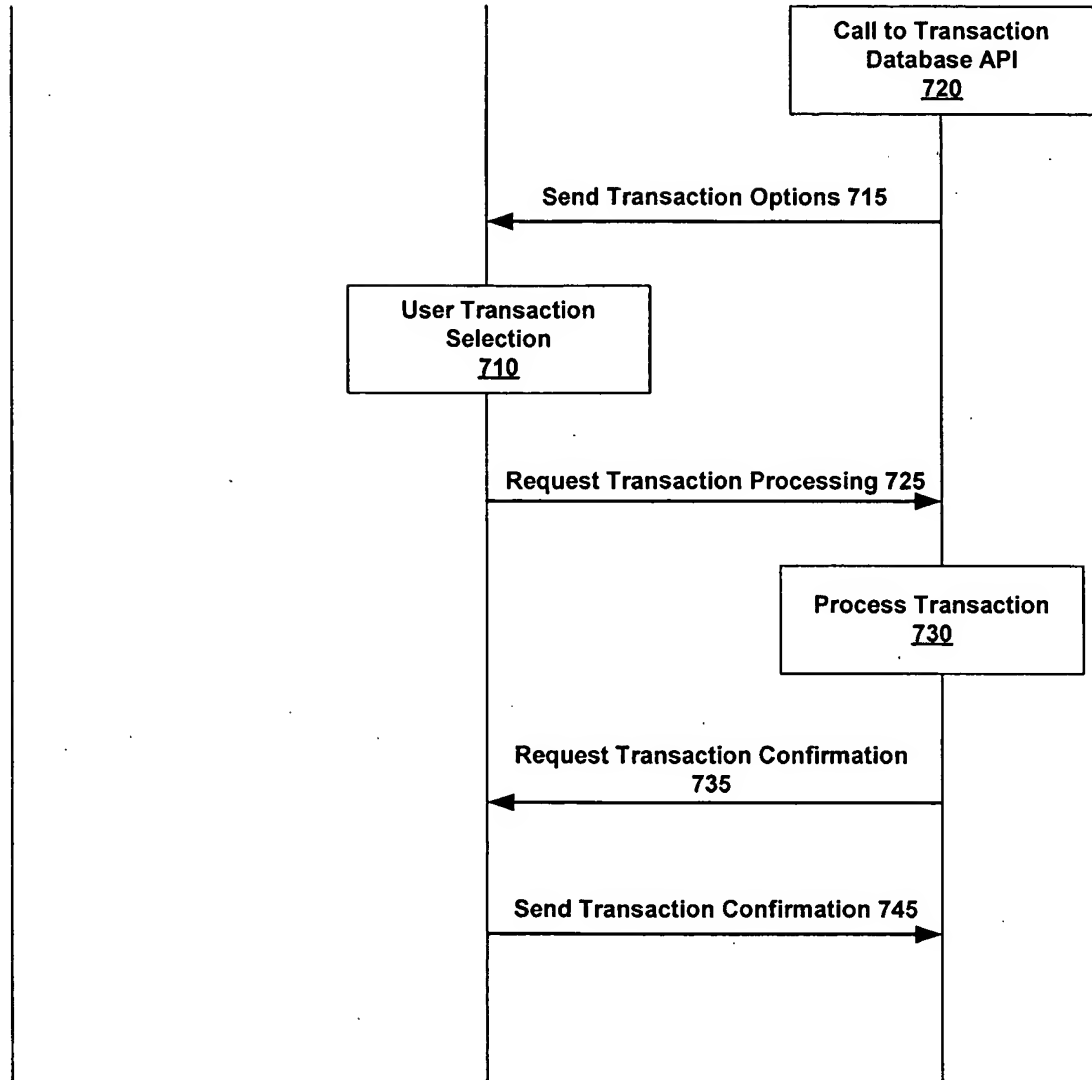 Call to Transaction
Database API
720
Send Transaction Options 715
User Transaction
Selection
710
Request Transaction Processing 725
Process Transaction
730
Request Transaction Confirmation
735
Send Transaction Confirmation 745